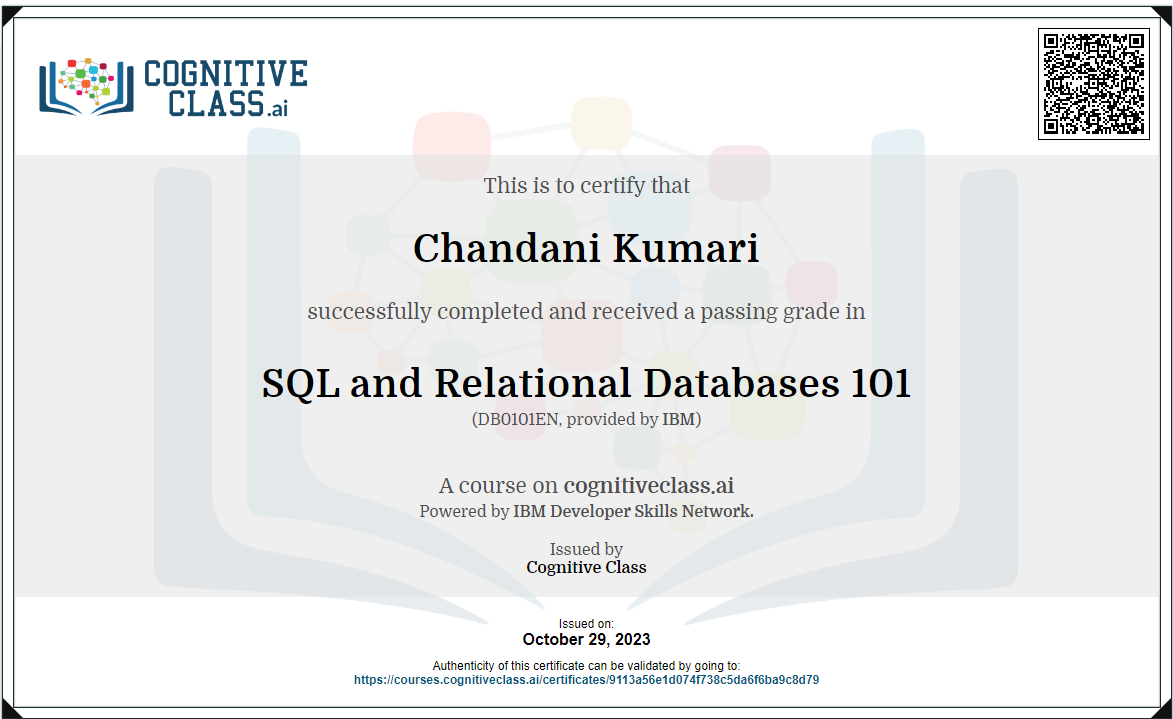 COGNITIVE
CLASS.ai
This is to certify that
Chandani Kumari
successfully completed and received a passing grade in
SQL and Relational Databases 101
(DB0101EN, provided by IBM)
A course on cognitiveclass.ai
Powered by IBM Developer Skills Network.
Issued by
Cognitive Class
Issued on:
October 29, 2023
Authenticity of this certificate can be validated by going to:
https://courses.cognitiveclass.ai/certificates/9113a56e1d074f738c5da6f6ba9c8d79